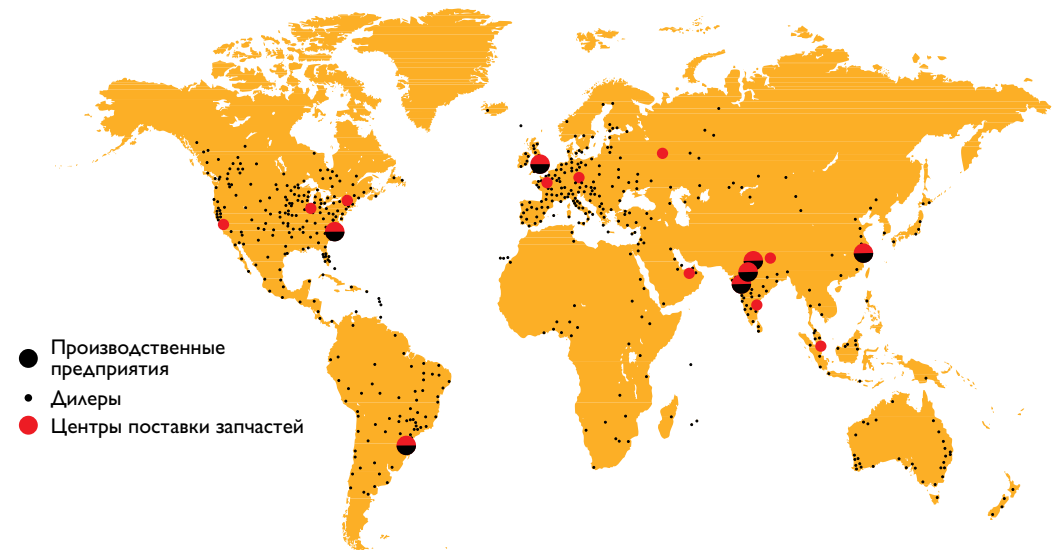 Производственные
предприятия
Дилеры
Центры поставки запчастей